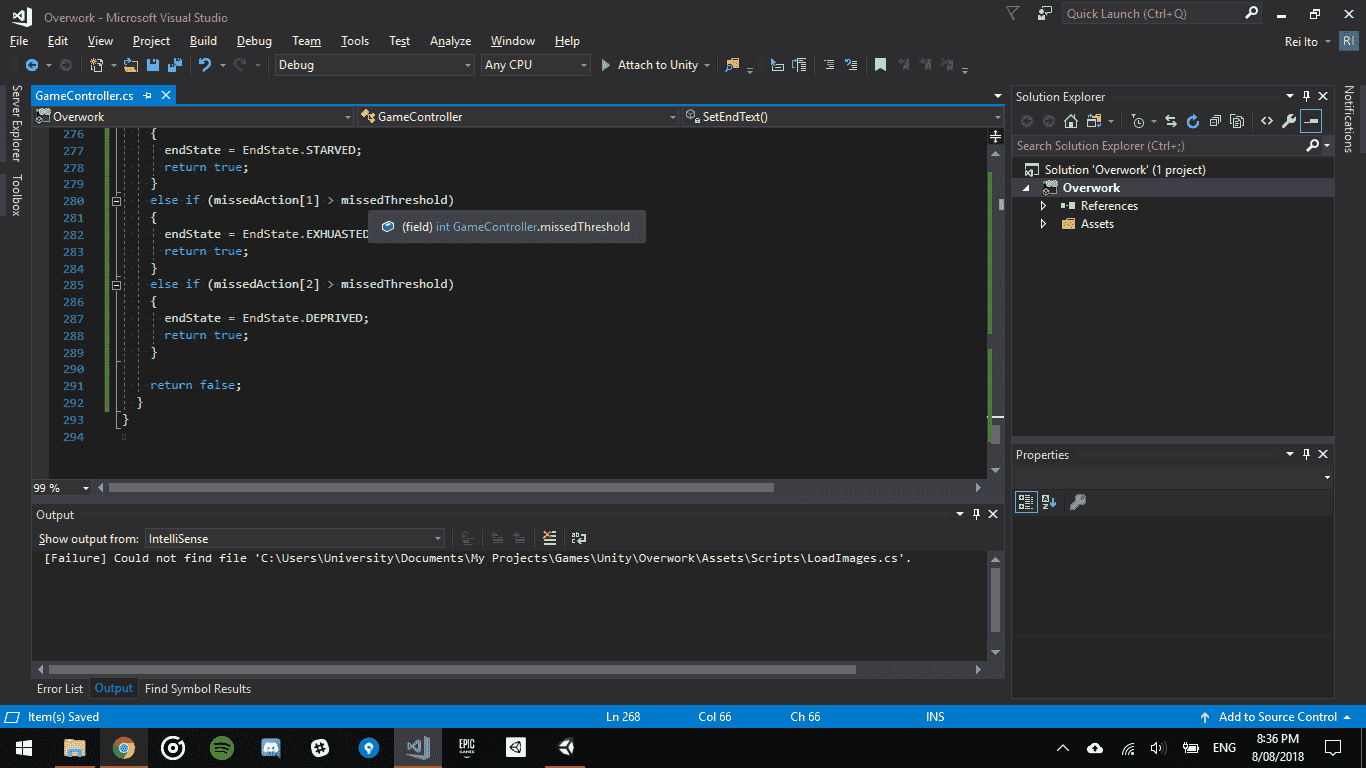 Overwork - Microsoft Visual Studio
Quick Launch (Ctrl+Q)
File Edit View Project Build Debug Team Tools Test Analyze Window Help
Rei Ito RI
Debug Any CPU Attach to Unity
Server Explorer
Toolbox
GameController.cs
Overwork GameController SetEndText()
276 {
277 endState = EndState.STARVED;
278 return true;
279 }
280 else if (missedAction[1] > missedThreshold)
281 {
(field) int GameController.missedThreshold
282 endState = EndState.EXHUASTED
283 return true;
284 }
285 else if (missedAction[2] > missedThreshold)
286 {
287 endState = EndState.DEPRIVED;
288 return true;
289 }
290
291 return false;
292 }
293 }
294
99 %
Output
Show output from: IntelliSense
[Failure] Could not find file 'C:\Users\University\Documents\My Projects\Games\Unity\Overwork\Assets\Scripts\LoadImages.cs'.
Error List Output Find Symbol Results
Solution Explorer
Search Solution Explorer (Ctrl+;)
Solution 'Overwork' (1 project)
Overwork
References
Assets
Properties
Notifications
Item(s) Saved Ln 268 Col 66 Ch 66 INS Add to Source Control
EPIC GAMES
ENG
8:36 PM
8/08/2018